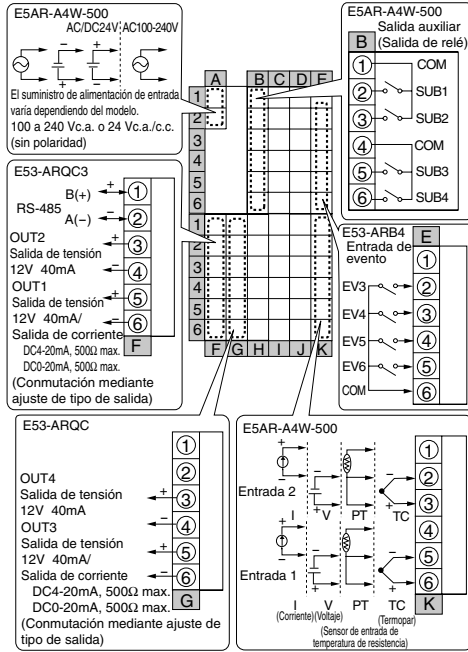 E5AR-A4W-500
AC/DC24V AC100-240V
− + 
El suministro de alimentación de entrada
varía dependiendo del modelo.
100 a 240 Vc.a. o 24 Vc.a./c.c.
(sin polaridad)
A B C D E
1
2
3
4
5
6
1
2
3
4
5
6
F G H I J K
E5AR-A4W-500
Salida auxiliar
(Salida de relé)
B
1 COM
2 SUB1
3 SUB2
4 COM
5 SUB3
6 SUB4
E53-ARQC3
B(+) + 1
RS-485
A(−) − 2
OUT2
Salida de tensión + 3
12V 40mA − 4
OUT1
Salida de tensión + 5
12V 40mA/ − 6
Salida de corriente
F
DC4-20mA, 500Ω max.
DC0-20mA, 500Ω max.
(Conmutación mediante
ajuste de tipo de salida)
E53-ARB4
Entrada de
evento
E
1
EV3 2
EV4 3
EV5 4
EV6 5
COM 6
E53-ARQC
1
2
OUT4
Salida de tensión + 3
12V 40mA − 4
OUT3
Salida de tensión + 5
12V 40mA/
Salida de corriente − 6
DC4-20mA, 500Ω max.
DC0-20mA, 500Ω max.
G
(Conmutación mediante ajuste de
tipo de salida)
E5AR-A4W-500
1
2
3
4
5
6
K
+ − −
Entrada 2
− + +
I V PT TC
+ − −
Entrada 1
− + +
I V PT TC
(Corriente) (Voltaje) (Termopar)
(Sensor de entrada de
temperatura de resistencia)